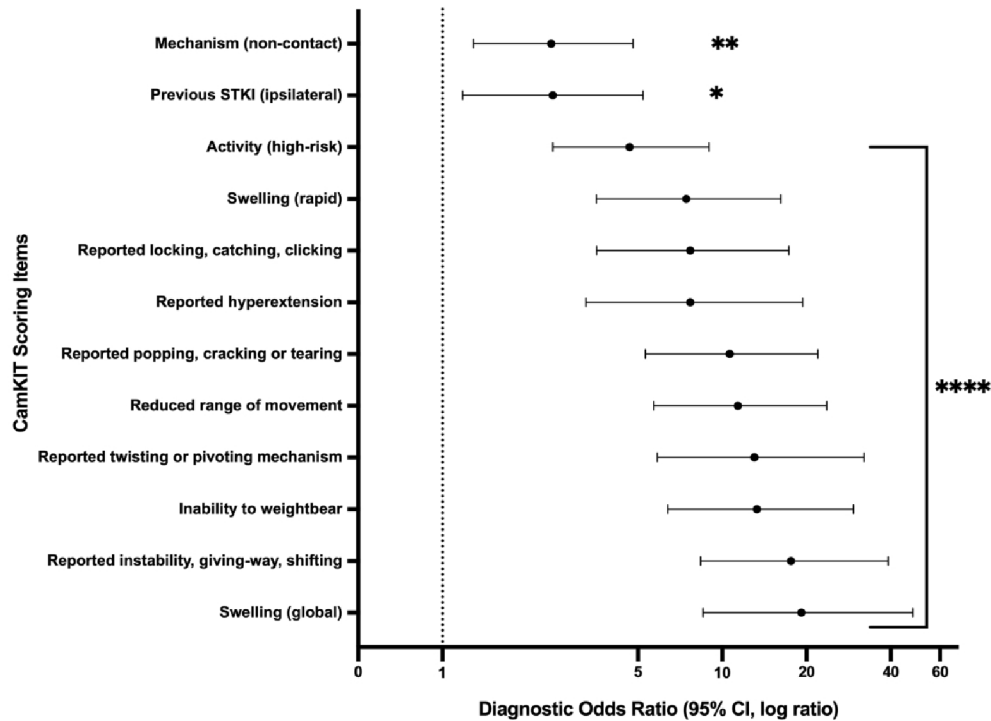 Mechanism (non-contact)
**
Previous STKI (ipsilateral)
*
Activity (high-risk)
Swelling (rapid)
Reported locking, catching, clicking
Reported hyperextension
Reported popping, cracking or tearing
Reduced range of movement
****
Reported twisting or pivoting mechanism
Inability to weightbear
Reported instability, giving-way, shifting
Swelling (global)
CamKIT Scoring Items
0 1 5 10 20 40 60
Diagnostic Odds Ratio (95% CI, log ratio)